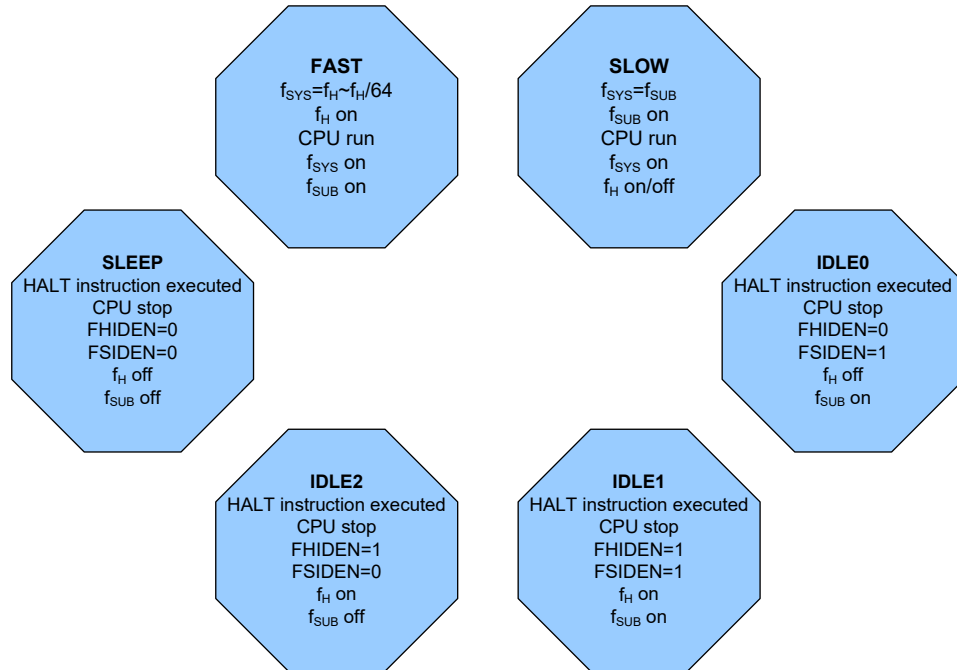 FAST
fSYS=fH~fH/64
fH on
CPU run
fSYS on
fSUB on
SLOW
fSYS=fSUB
fSUB on
CPU run
fSYS on
fH on/off
SLEEP
HALT instruction executed
CPU stop
FHIDEN=0
FSIDEN=0
fH off
fSUB off
IDLE0
HALT instruction executed
CPU stop
FHIDEN=0
FSIDEN=1
fH off
fSUB on
IDLE2
HALT instruction executed
CPU stop
FHIDEN=1
FSIDEN=0
fH on
fSUB off
IDLE1
HALT instruction executed
CPU stop
FHIDEN=1
FSIDEN=1
fH on
fSUB on